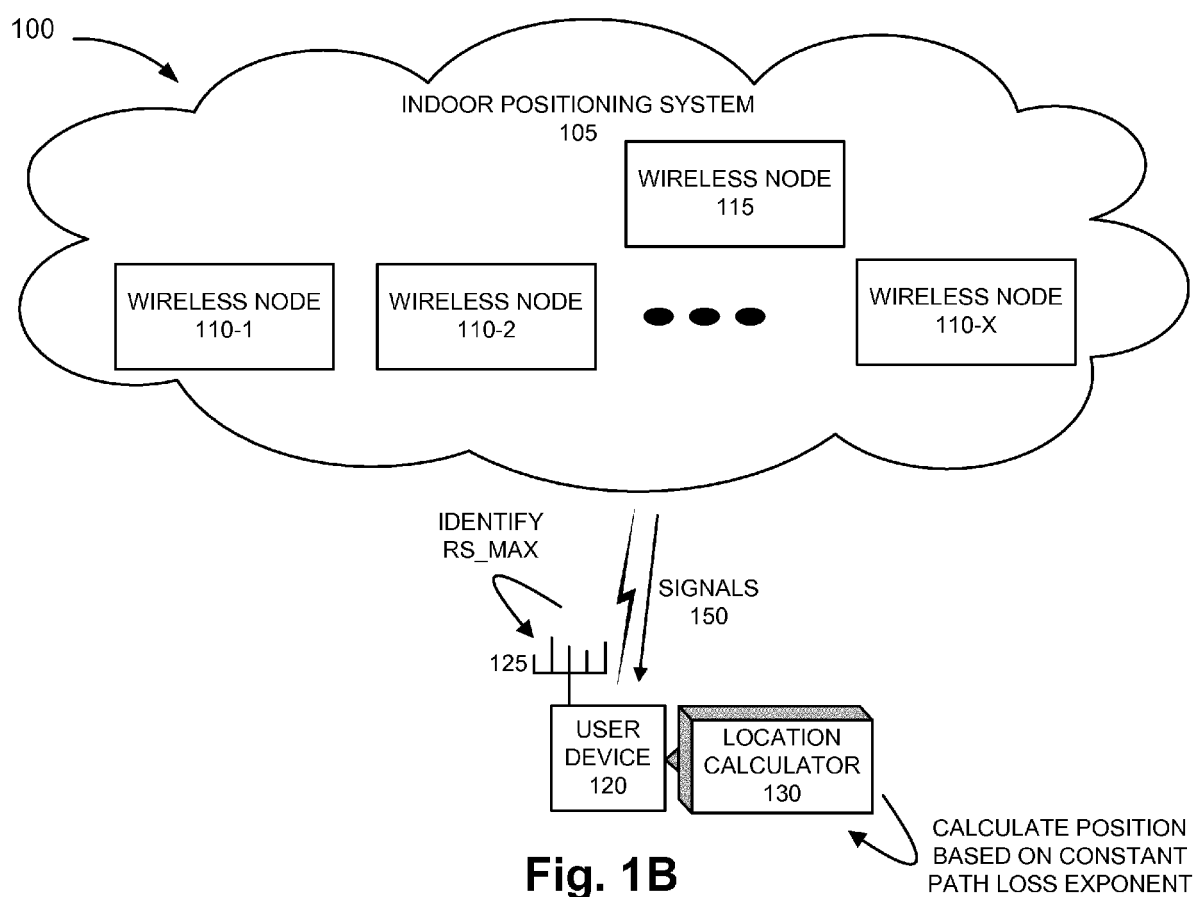 100
INDOOR POSITIONING SYSTEM
105
WIRELESS NODE
115
WIRELESS NODE
110-1
WIRELESS NODE
110-2
WIRELESS NODE
110-X
IDENTIFY
RS_MAX
SIGNALS
150
125
USER
DEVICE
120
LOCATION
CALCULATOR
130
CALCULATE POSITION
BASED ON CONSTANT
PATH LOSS EXPONENT
Fig. 1B